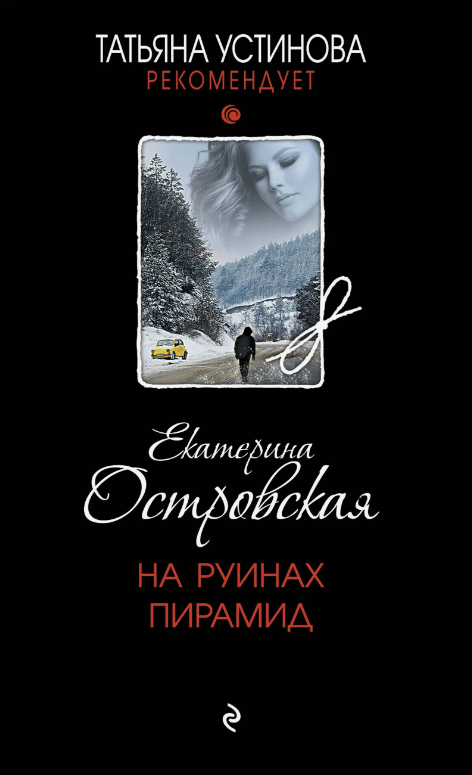 ТАТЬЯНА УСТИНОВА
РЕКОМЕНДУЕТ
Екатерина
Островская
НА РУИНАХ
ПИРАМИД